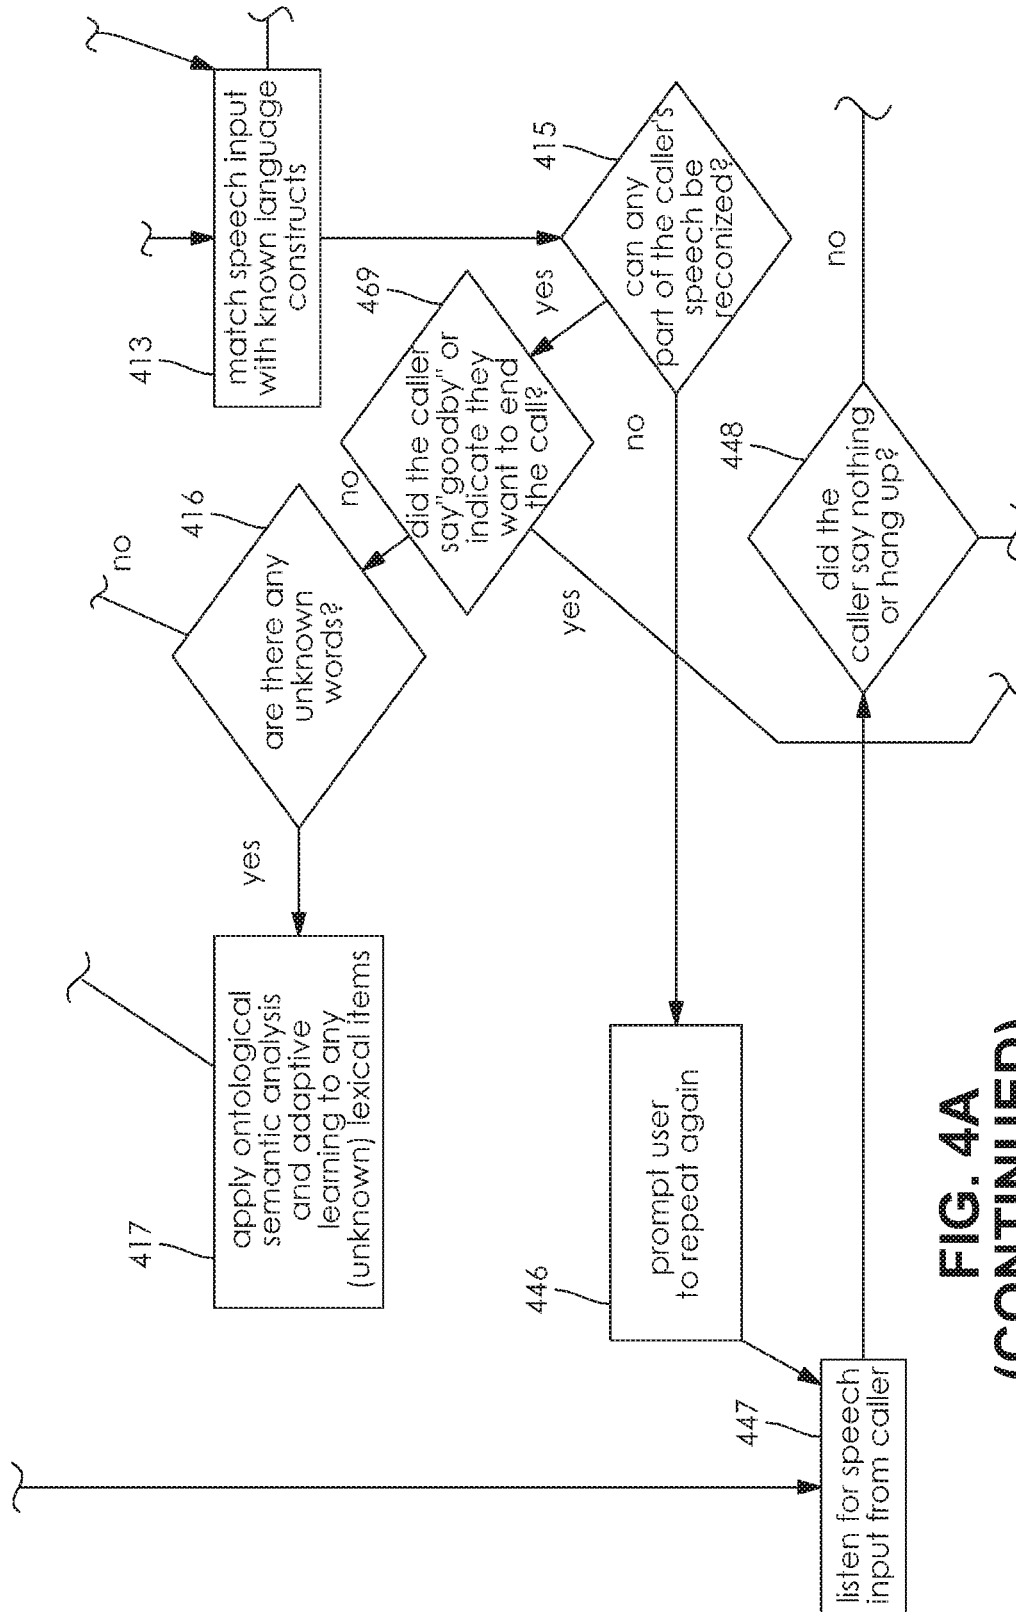 413
match speech input
with known language
constructs
415
can any
part of the caller's
speech be
reconized?
yes
no
469
did the caller
say"goodby" or
indicate they
want to end
the call?
no
yes
416
are there any
unknown
words?
no
yes
417
apply ontological
semantic analysis
and adaptive
learning to any
(unknown) lexical items
446
prompt user
to repeat again
447
listen for speech
input from caller
448
did the
caller say nothing
or hang up?
no
FIG. 4A
(CONTINUED)